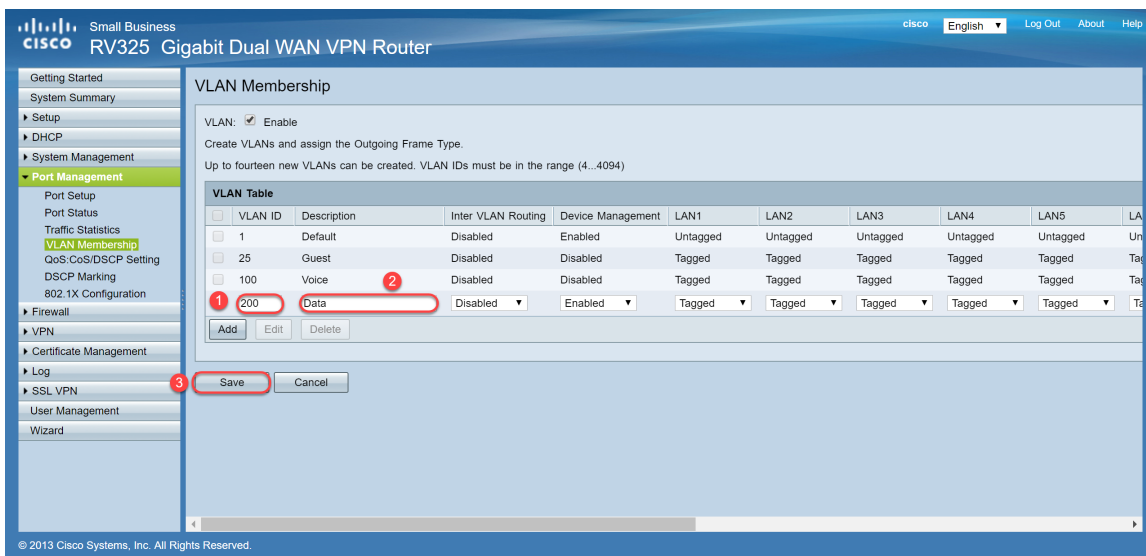 Small Business
cisco English Log Out About Help
CISCO RV325 Gigabit Dual WAN VPN Router
Getting Started
System Summary
Setup
DHCP
System Management
Port Management
Port Setup
Port Status
Traffic Statistics
VLAN Membership
QoS:CoS/DSCP Setting
DSCP Marking
802.1X Configuration
Firewall
VPN
Certificate Management
Log
SSL VPN
User Management
Wizard
VLAN Membership
VLAN: Enable
Create VLANs and assign the Outgoing Frame Type.
Up to fourteen new VLANs can be created. VLAN IDs must be in the range (4...4094)
VLAN Table
VLAN ID Description Inter VLAN Routing Device Management LAN1 LAN2 LAN3 LAN4 LAN5 LA
1 Default Disabled Enabled Untagged Untagged Untagged Untagged Untagged Un
25 Guest Disabled Disabled Tagged Tagged Tagged Tagged Tagged Tag
100 Voice Disabled Disabled Tagged Tagged Tagged Tagged Tagged Tag
2
1 200 Data Disabled Enabled Tagged Tagged Tagged Tagged Tagged Ta
Add Edit Delete
3 Save Cancel
© 2013 Cisco Systems, Inc. All Rights Reserved.